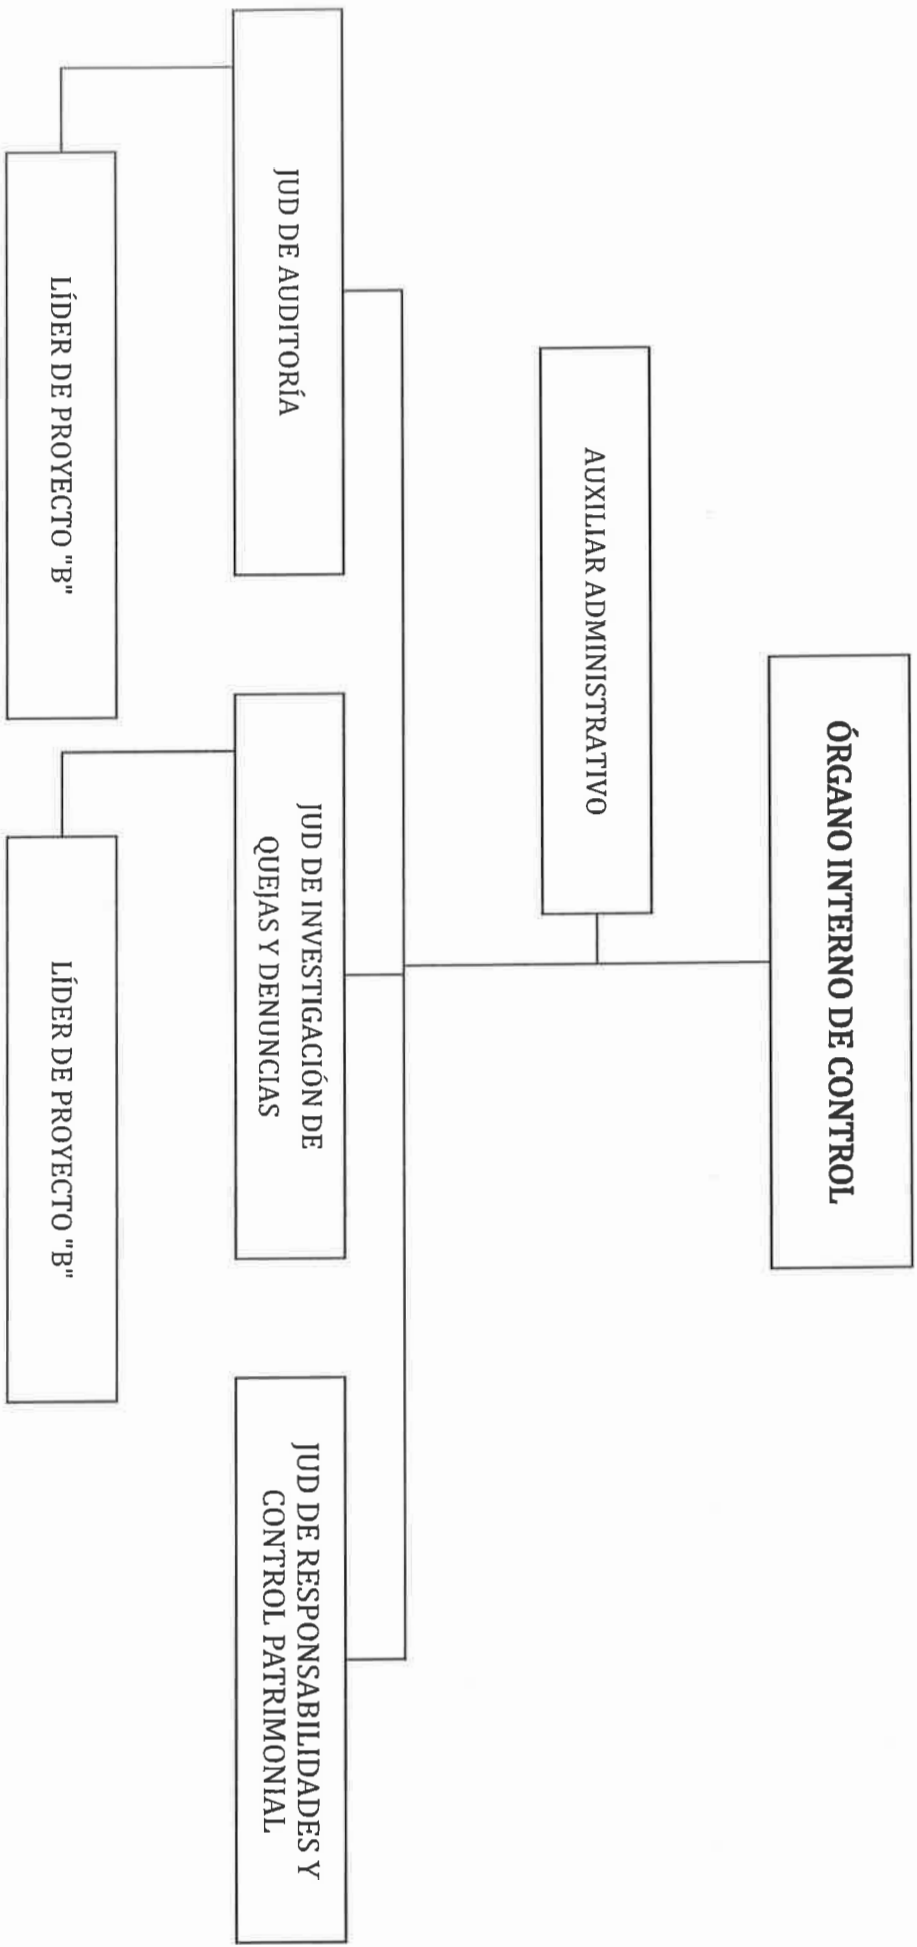 ÓRGANO INTERNO DE CONTROL
AUXILIAR ADMINISTRATIVO
JUD DE AUDITORÍA
JUD DE INVESTIGACIÓN DE
QUEJAS Y DENUNCIAS
JUD DE RESPONSABILIDADES Y
CONTROL PATRIMONIAL
LÍDER DE PROYECTO "B"
LÍDER DE PROYECTO "B"